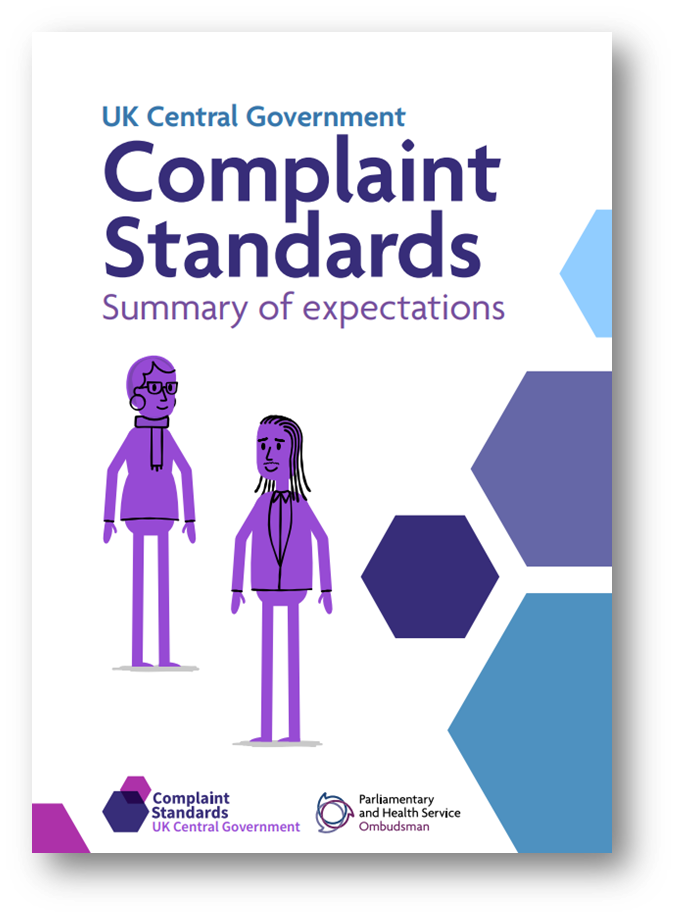 UK Central Government
Complaint
Standards
Summary of expectations
Complaint
Standards
UK Central Government
Parliamentary
and Health Service
Ombudsman